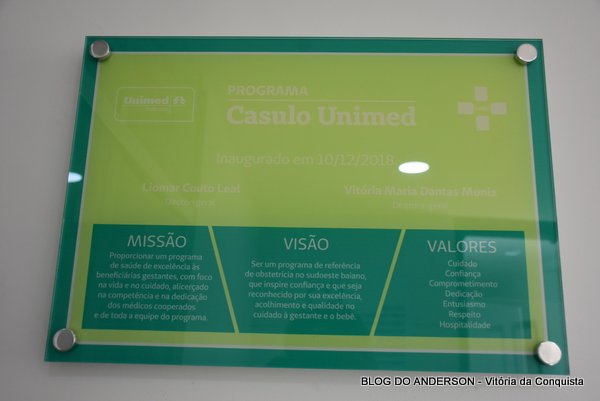 Unimed
PROGRAMA
Casulo Unimed
Inaugurado em 10/12/2018
Liomar Couto Leal
Vitória Maria Dantas Muniz
Diretor-geral
MISSÃO
Proporcionar um programa
de saúde de excelência às
beneficiárias gestantes, com foco
na vida e no cuidado, alicerçado
na competência e na dedicação
dos médicos cooperados
e de toda a equipe do programa.
VISÃO
Ser um programa de referência
de obstetrícia no sudoeste baiano,
que inspire confiança e que seja
reconhecido por sua excelência,
acolhimento e qualidade no
cuidado à gestante e o bebê.
VALORES
Cuidado
Confiança
Comprometimento
Dedicação
Entusiasmo
Respeito
Hospitalidade
BLOG DO ANDERSON - Vitória da Conquista